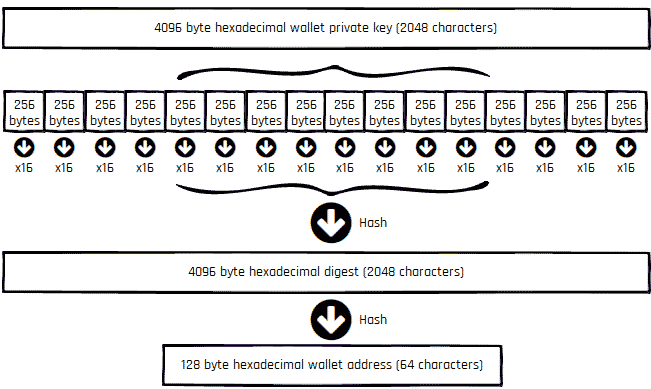 4096 byte hexadecimal wallet private key (2048 characters)
256 256 256 256 256 256 256 256 256 256 256 256 256 256 256 256
bytes bytes bytes bytes bytes bytes bytes bytes bytes bytes bytes bytes bytes bytes bytes bytes
x16 x16 x16 x16 x16 x16 x16 x16 x16 x16 x16 x16 x16 x16 x16 x16
Hash
4096 byte hexadecimal digest (2048 characters)
Hash
128 byte hexadecimal wallet address (64 characters)